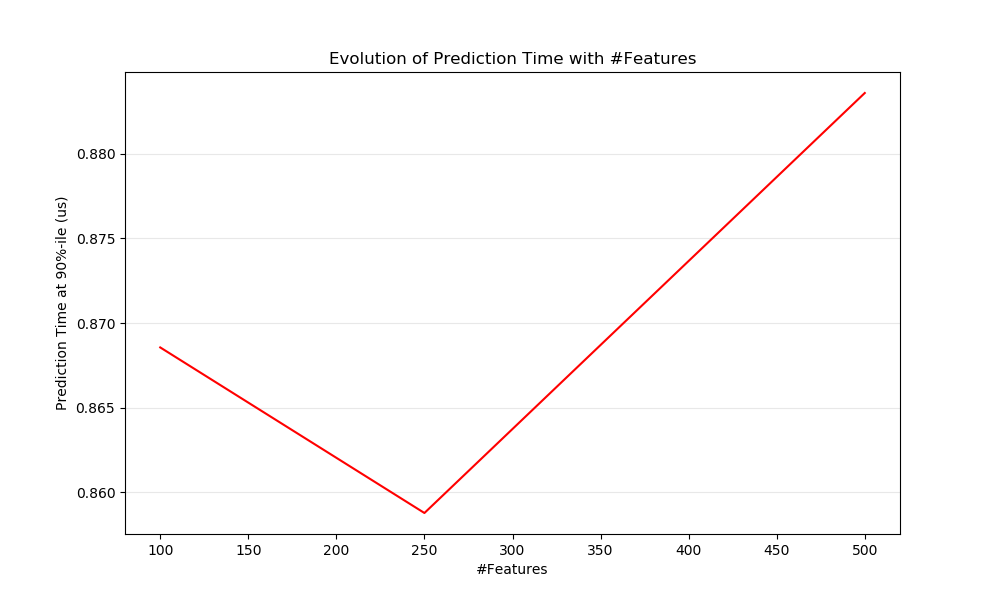 Evolution of Prediction Time with #Features
Prediction Time at 90%-ile (us)
0.880
0.875
0.870
0.865
0.860
100 150 200 250 300 350 400 450 500
#Features